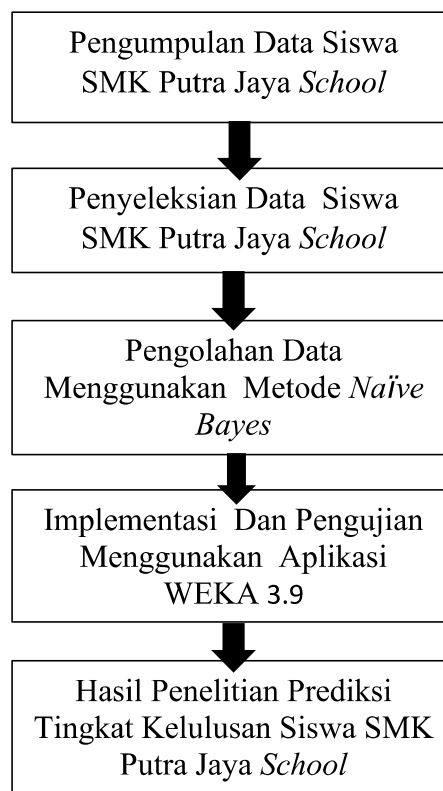 Pengumpulan Data Siswa
SMK Putra Jaya School
Penyeleksian Data Siswa
SMK Putra Jaya School
Pengolahan Data
Menggunakan Metode Naïve
Bayes
Implementasi Dan Pengujian
Menggunakan Aplikasi
WEKA 3.9
Hasil Penelitian Prediksi
Tingkat Kelulusan Siswa SMK
Putra Jaya School